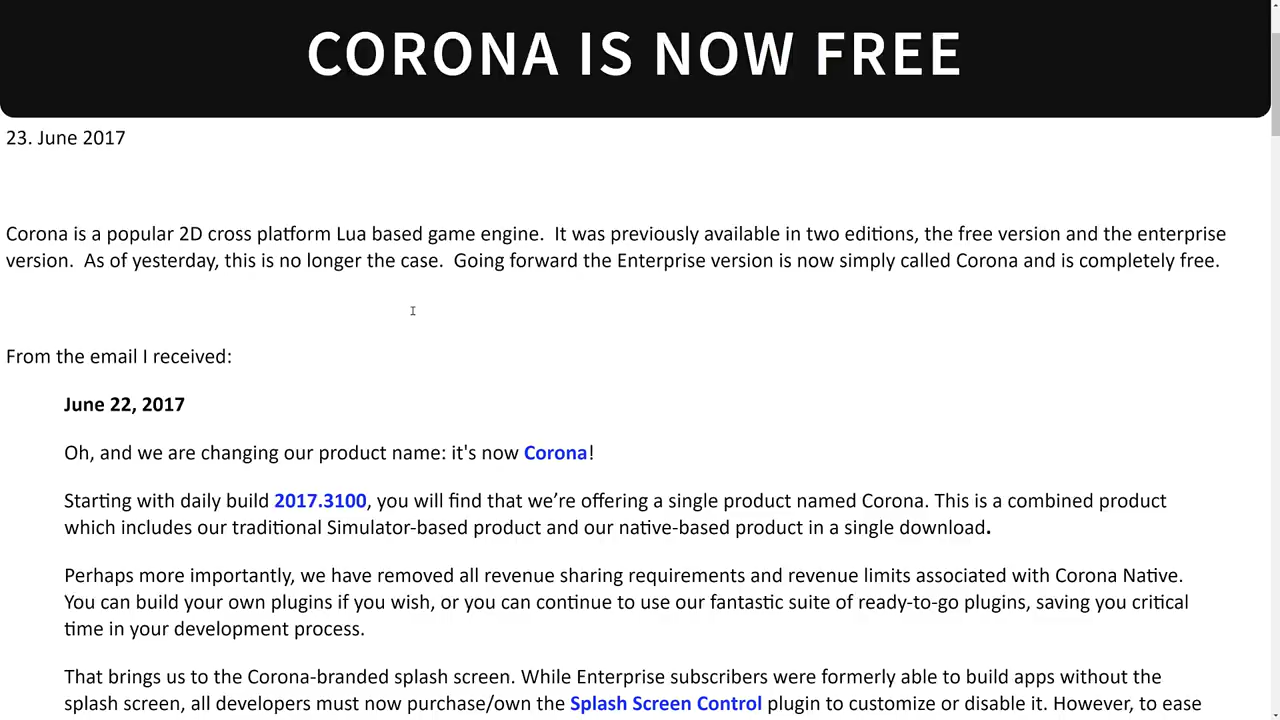 CORONA IS NOW FREE
23. June 2017
Corona is a popular 2D cross platform Lua based game engine.  It was previously available in two editions, the free version and the enterprise
version.  As of yesterday, this is no longer the case.  Going forward the Enterprise version is now simply called Corona and is completely free.
From the email I received:
June 22, 2017
Oh, and we are changing our product name: it's now Corona!
Starting with daily build 2017.3100, you will find that we’re offering a single product named Corona. This is a combined product
which includes our traditional Simulator-based product and our native-based product in a single download.
Perhaps more importantly, we have removed all revenue sharing requirements and revenue limits associated with Corona Native.
You can build your own plugins if you wish, or you can continue to use our fantastic suite of ready-to-go plugins, saving you critical
time in your development process.
That brings us to the Corona-branded splash screen. While Enterprise subscribers were formerly able to build apps without the
splash screen, all developers must now purchase/own the Splash Screen Control plugin to customize or disable it. However, to ease